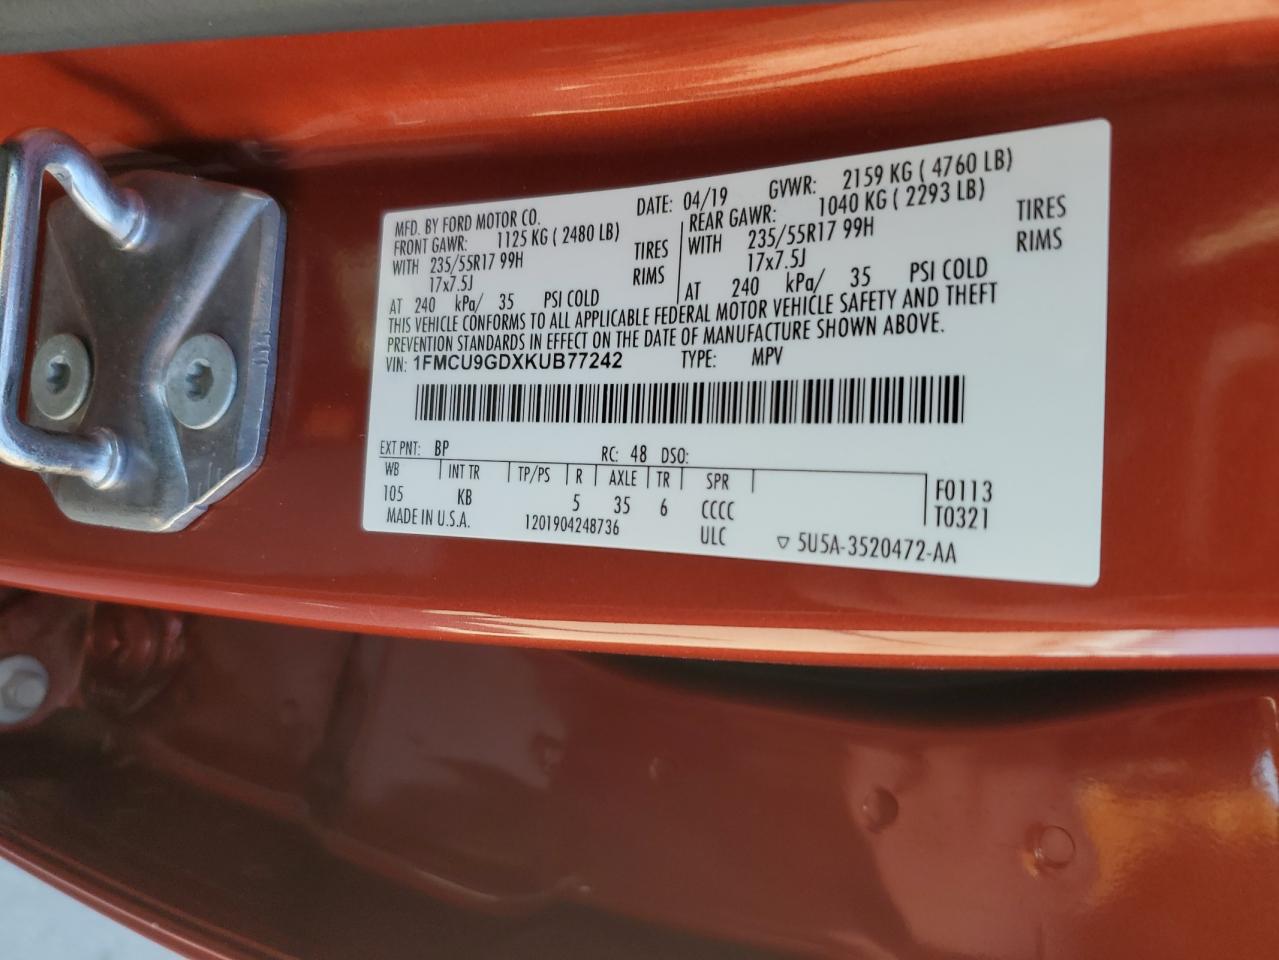 MFD. BY FORD MOTOR CO. DATE: 04/19 GVWR: 2159 KG ( 4760 LB)
FRONT GAWR: 1125 KG ( 2480 LB) REAR GAWR: 1040 KG ( 2293 LB)
WITH 235/55R17 99H TIRES WITH 235/55R17 99H TIRES
17x7.5J RIMS 17x7.5J RIMS
AT 240 kPa/ 35 PSI COLD AT 240 kPa/ 35 PSI COLD
THIS VEHICLE CONFORMS TO ALL APPLICABLE FEDERAL MOTOR VEHICLE SAFETY AND THEFT
PREVENTION STANDARDS IN EFFECT ON THE DATE OF MANUFACTURE SHOWN ABOVE.
VIN: 1FMCU9GDXKUB77242 TYPE: MPV
EXT PNT: BP RC: 48 DSO:
WB INT TR TP/PS R AXLE TR SPR
105 KB 5 35 6 CCCC F0113
MADE IN U.S.A. 1201904248736 ULC T0321
▽ 5U5A-3520472-AA